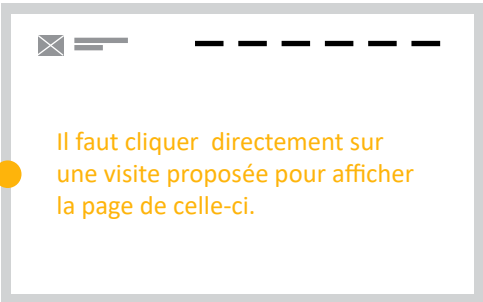 Il faut cliquer  directement sur
une visite proposée pour afficher
la page de celle-ci.